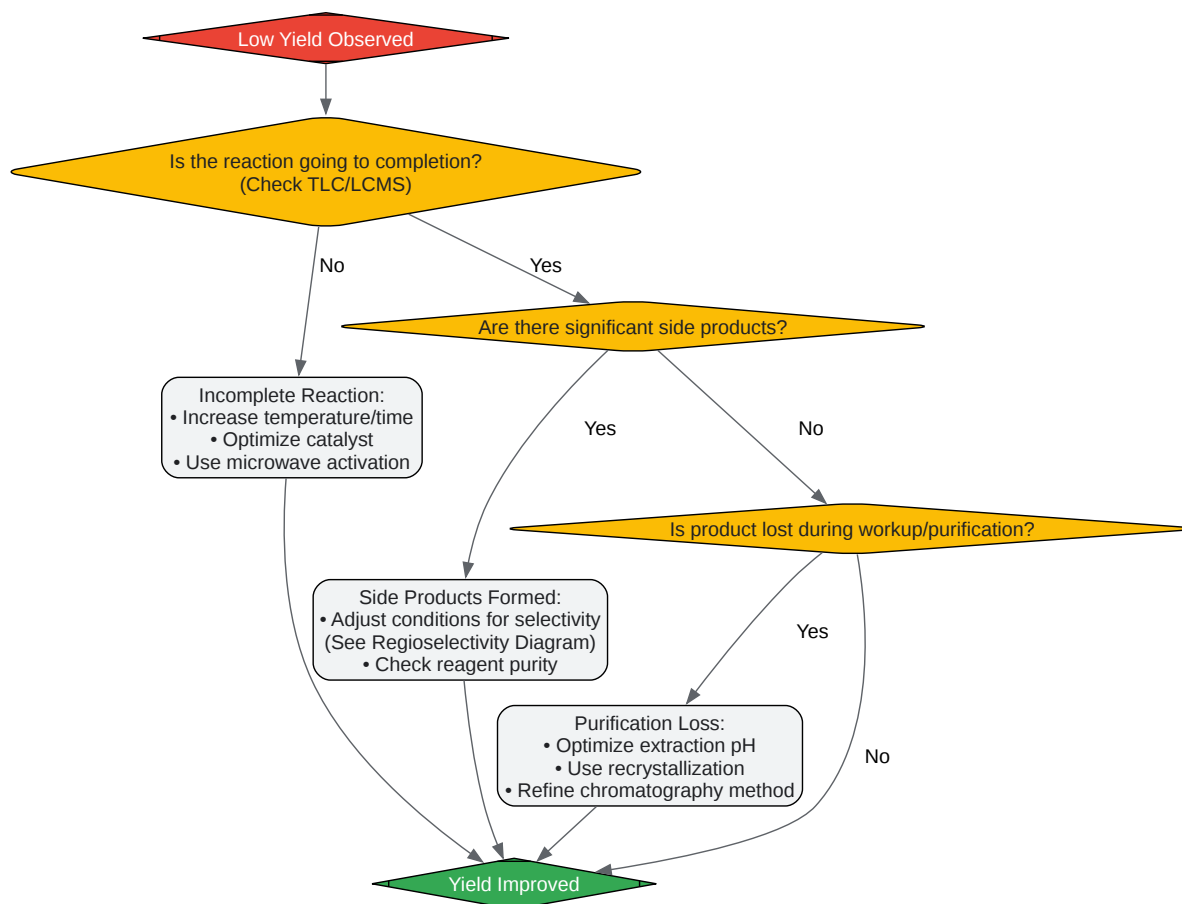 Low Yield Observed
Is the reaction going to completion?
(Check TLC/LCMS)
No
Yes
Are there significant side products?
Incomplete Reaction:
• Increase temperature/time
• Optimize catalyst
• Use microwave activation
Yes
No
Is product lost during workup/purification?
Side Products Formed:
• Adjust conditions for selectivity
(See Regioselectivity Diagram)
• Check reagent purity
Yes
No
Purification Loss:
• Optimize extraction pH
• Use recrystallization
• Refine chromatography method
Yield Improved